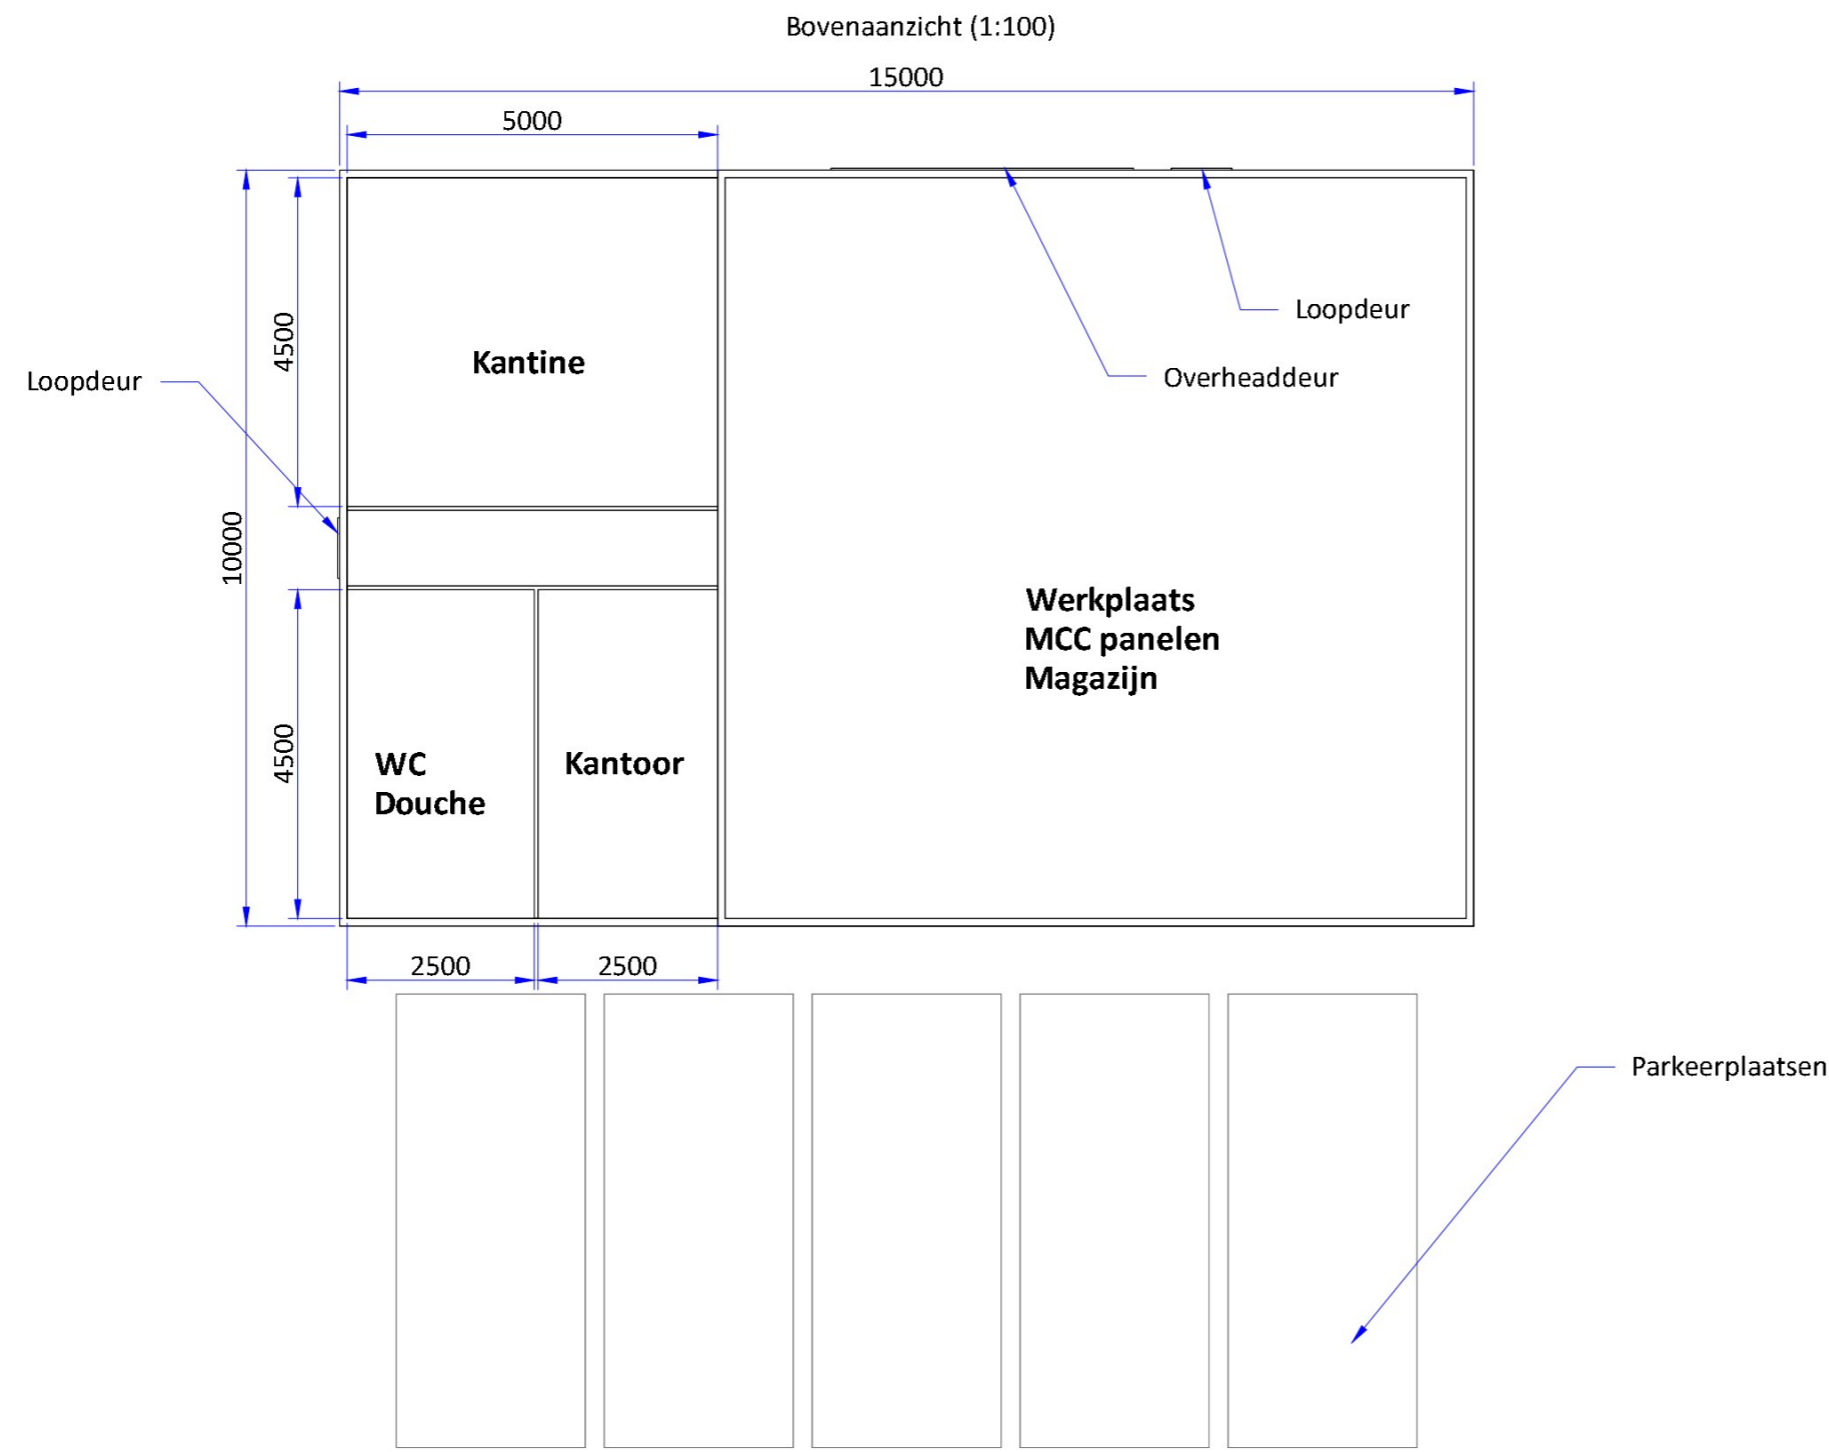 Bovenaanzicht (1:100)
15000
5000
4500
Loopdeur
Kantine
Overheaddeur
Loopdeur
10000
Werkplaats
MCC panelen
Magazijn
4500
WC
Douche
Kantoor
2500
2500
Parkeerplaatsen